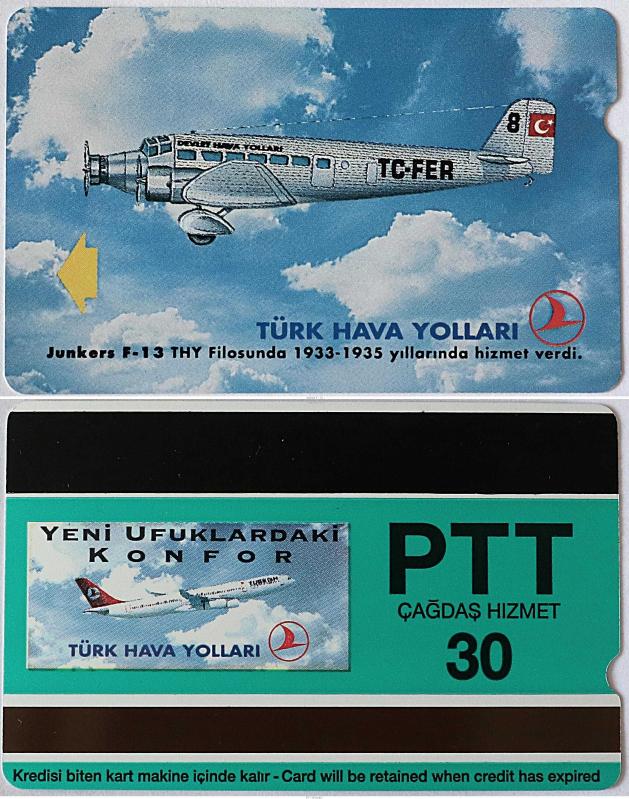 DEVLET HAVA YOLLARI
8
TC-FER
TÜRK HAVA YOLLARI
Junkers F-13 THY Filosunda 1933-1935 yıllarında hizmet verdi.
YENİ UFUKLARDAKİ
KONFOR
TURKISH
TÜRK HAVA YOLLARI
PTT
ÇAĞDAŞ HIZMET
30
Kredisi biten kart makine içinde kalır - Card will be retained when credit has expired